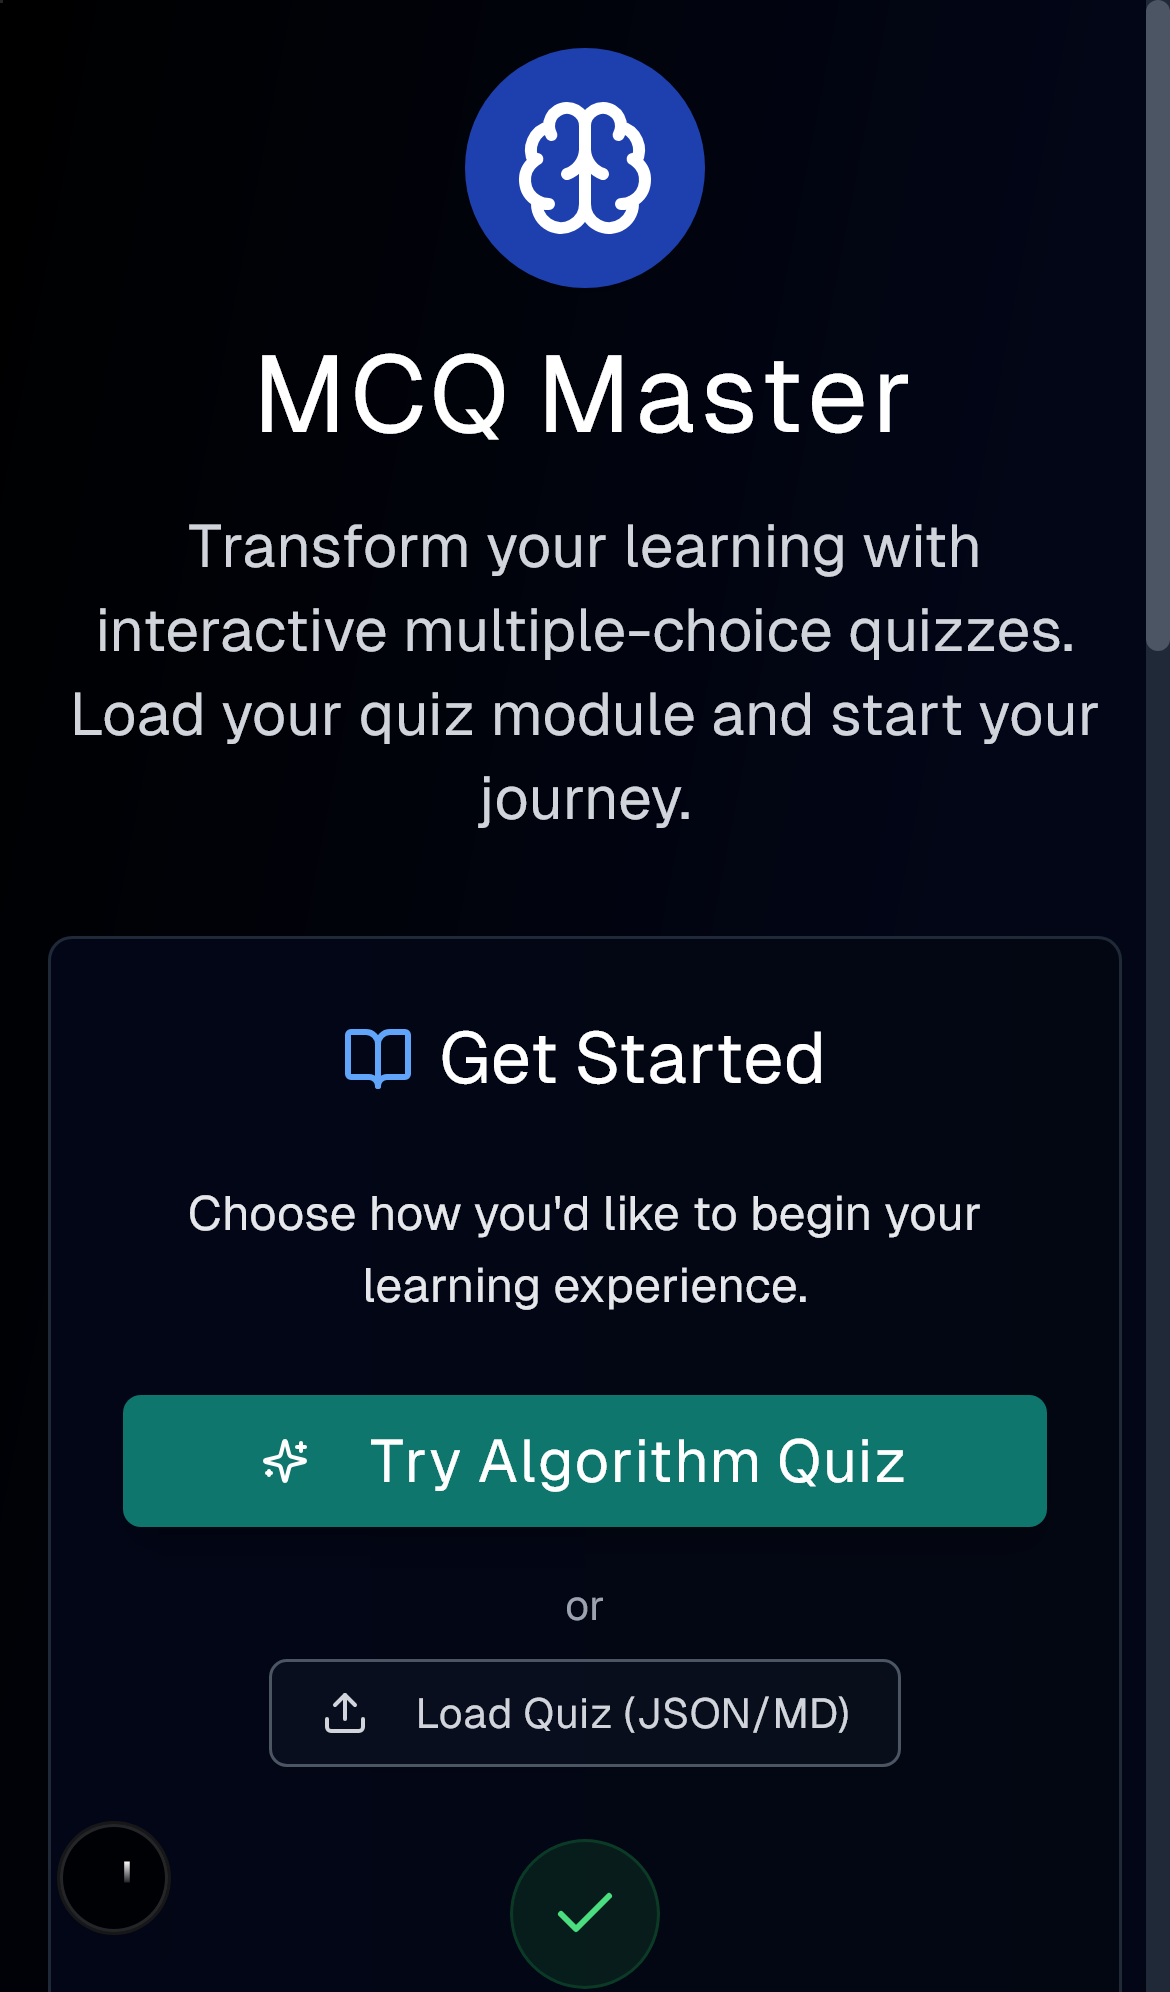 MCQ Master
Transform your learning with
interactive multiple-choice quizzes.
Load your quiz module and start your
journey.
Get Started
Choose how you'd like to begin your
learning experience.
Try Algorithm Quiz
or
Load Quiz (JSON/MD)